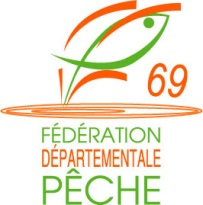 69
FÉDÉRATION
DÉPARTEMENTALE
PÊCHE